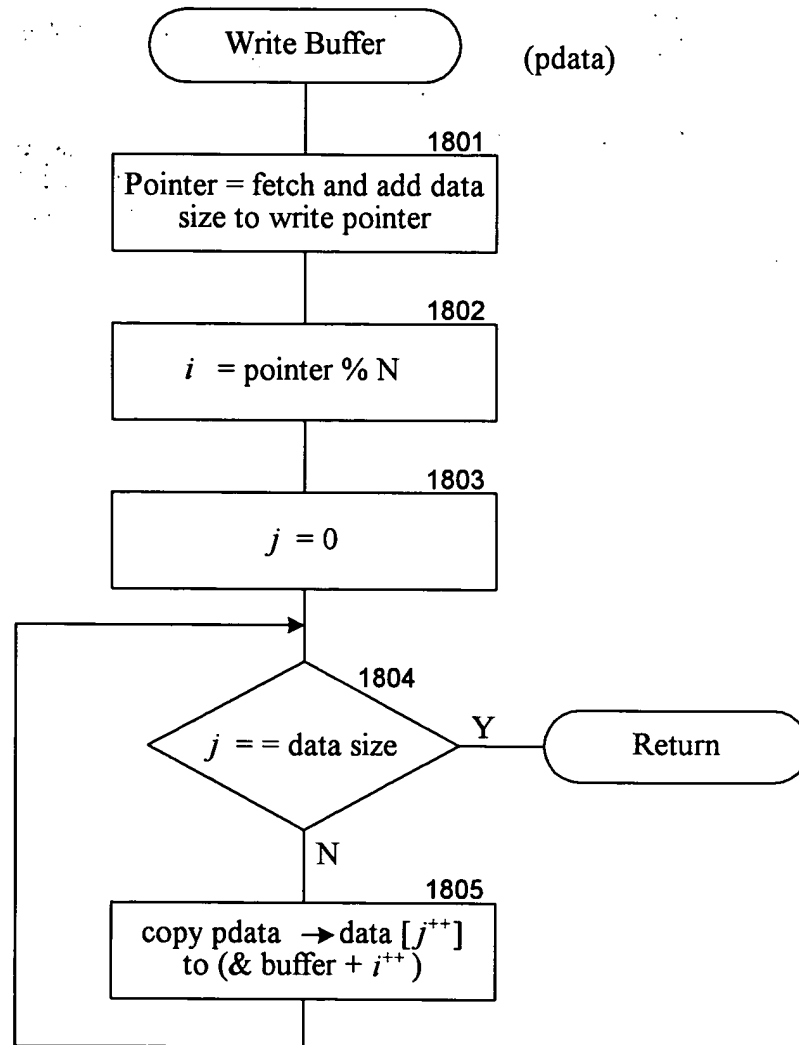 Write Buffer
(pdata)
1801
Pointer = fetch and add data
size to write pointer
1802
i = pointer % N
1803
j = 0
1804
j = = data size
Y
Return
N
1805
copy pdata → data [j++]
to (& buffer + i++)